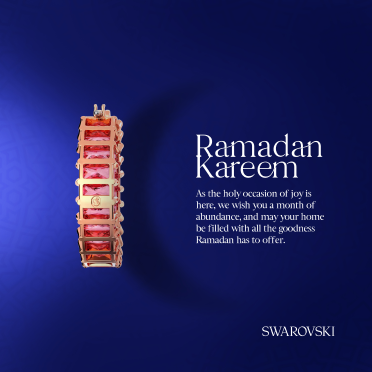 Ramadan
Kareem
As the holy occasion of joy is
here, we wish you a month of
abundance, and may your home
be filled with all the goodness
Ramadan has to offer.
SWAROVSKI